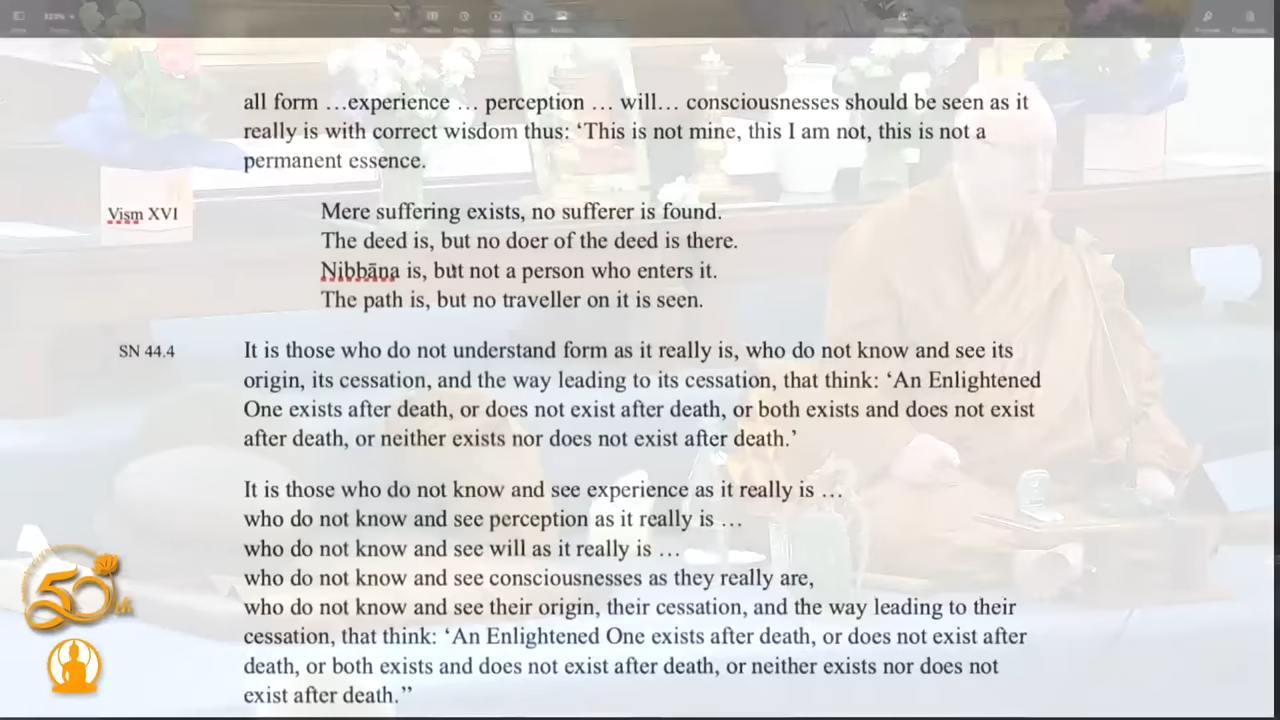 all form …experience … perception … will… consciousnesses should be seen as it
really is with correct wisdom thus: ‘This is not mine, this I am not, this is not a
permanent essence.
Vism XVI
Mere suffering exists, no sufferer is found.
The deed is, but no doer of the deed is there.
Nibbāna is, but not a person who enters it.
The path is, but no traveller on it is seen.
SN 44.4
It is those who do not understand form as it really is, who do not know and see its
origin, its cessation, and the way leading to its cessation, that think: ‘An Enlightened
One exists after death, or does not exist after death, or both exists and does not exist
after death, or neither exists nor does not exist after death.’
It is those who do not know and see experience as it really is …
who do not know and see perception as it really is …
who do not know and see will as it really is …
who do not know and see consciousnesses as they really are,
who do not know and see their origin, their cessation, and the way leading to their
cessation, that think: ‘An Enlightened One exists after death, or does not exist after
death, or both exists and does not exist after death, or neither exists nor does not
exist after death.”
50th